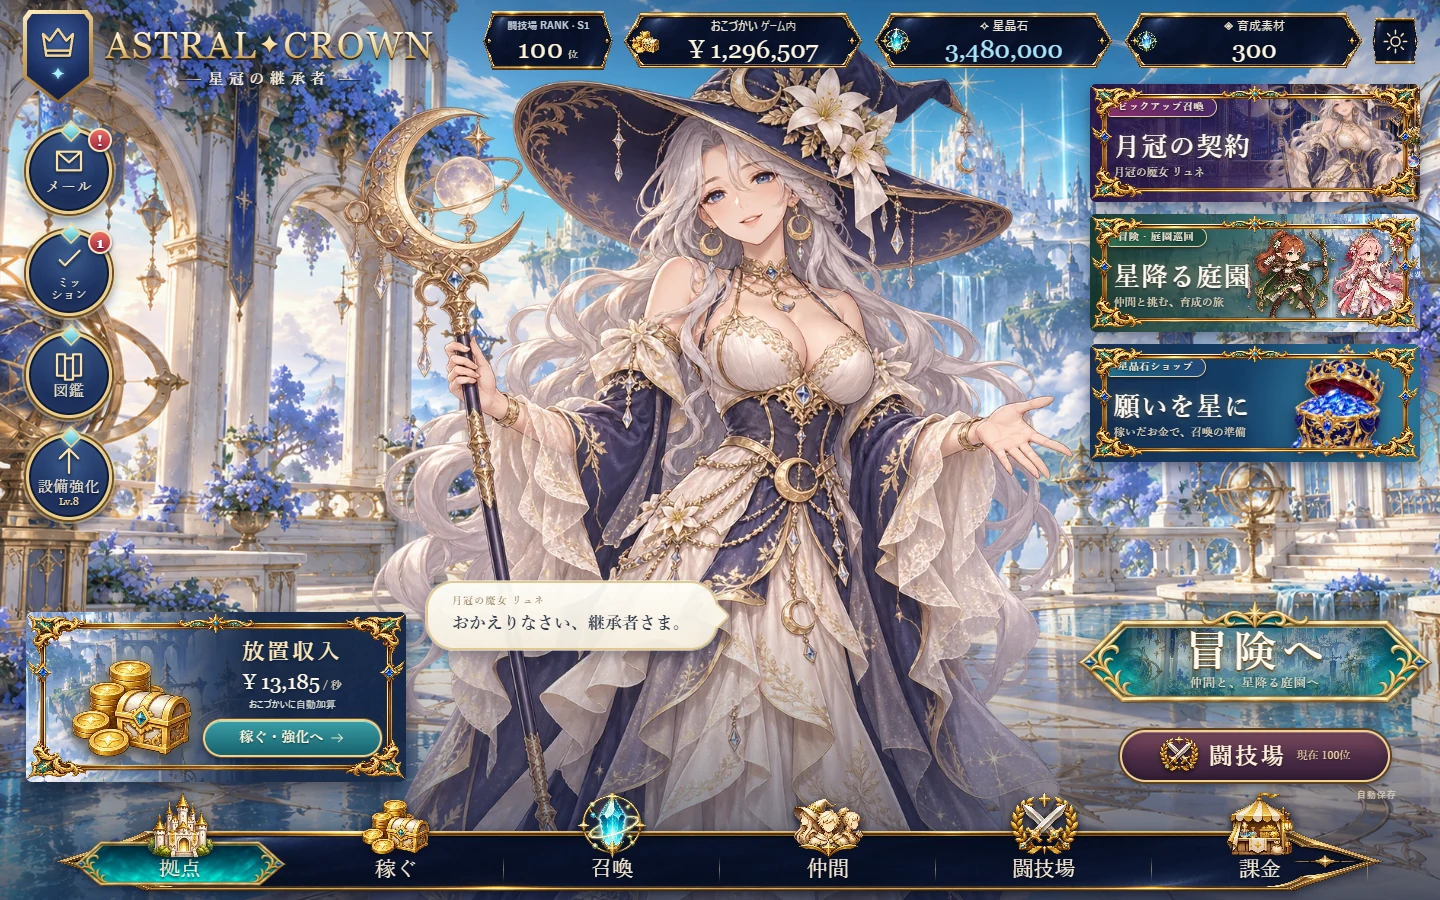 ASTRAL✦CROWN
星冠の継承者
闘技場 RANK · S1
100 位
おこづかい ゲーム内
¥ 1,296,507
✧ 星晶石
3,480,000
◈ 育成素材
300
!
メール
1
ミッ
ション
図鑑
設備強化
Lv.8
ピックアップ召喚
月冠の契約
月冠の魔女 リュネ
冒険・庭園巡回
星降る庭園
仲間と挑む、育成の旅
星晶石ショップ
願いを星に
稼いだお金で、召喚の準備
月冠の魔女 リュネ
おかえりなさい、継承者さま。
放置収入
¥ 13,185 / 秒
おこづかいに自動加算
稼ぐ・強化へ →
冒険へ
仲間と、星降る庭園へ
闘技場 現在 100位
自動保存
拠点
稼ぐ
召喚
仲間
闘技場
課金